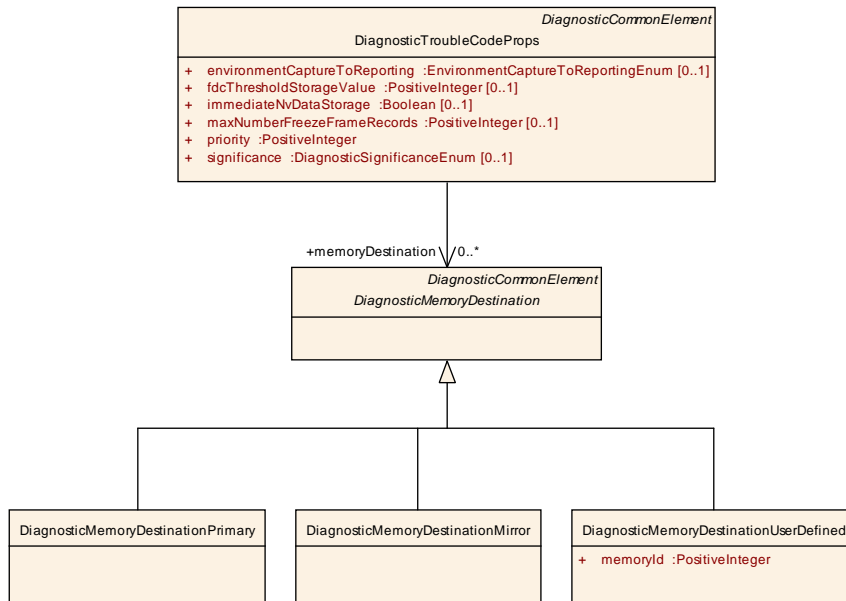 DiagnosticCommonElement
DiagnosticTroubleCodeProps
+ environmentCaptureToReporting :EnvironmentCaptureToReportingEnum [0..1]
+ fdcThresholdStorageValue :PositiveInteger [0..1]
+ immediateNvDataStorage :Boolean [0..1]
+ maxNumberFreezeFrameRecords :PositiveInteger [0..1]
+ priority :PositiveInteger
+ significance :DiagnosticSignificanceEnum [0..1]
+memoryDestination 0..*
DiagnosticCommonElement
DiagnosticMemoryDestination
DiagnosticMemoryDestinationPrimary DiagnosticMemoryDestinationMirror DiagnosticMemoryDestinationUserDefined
+ memoryId :PositiveInteger